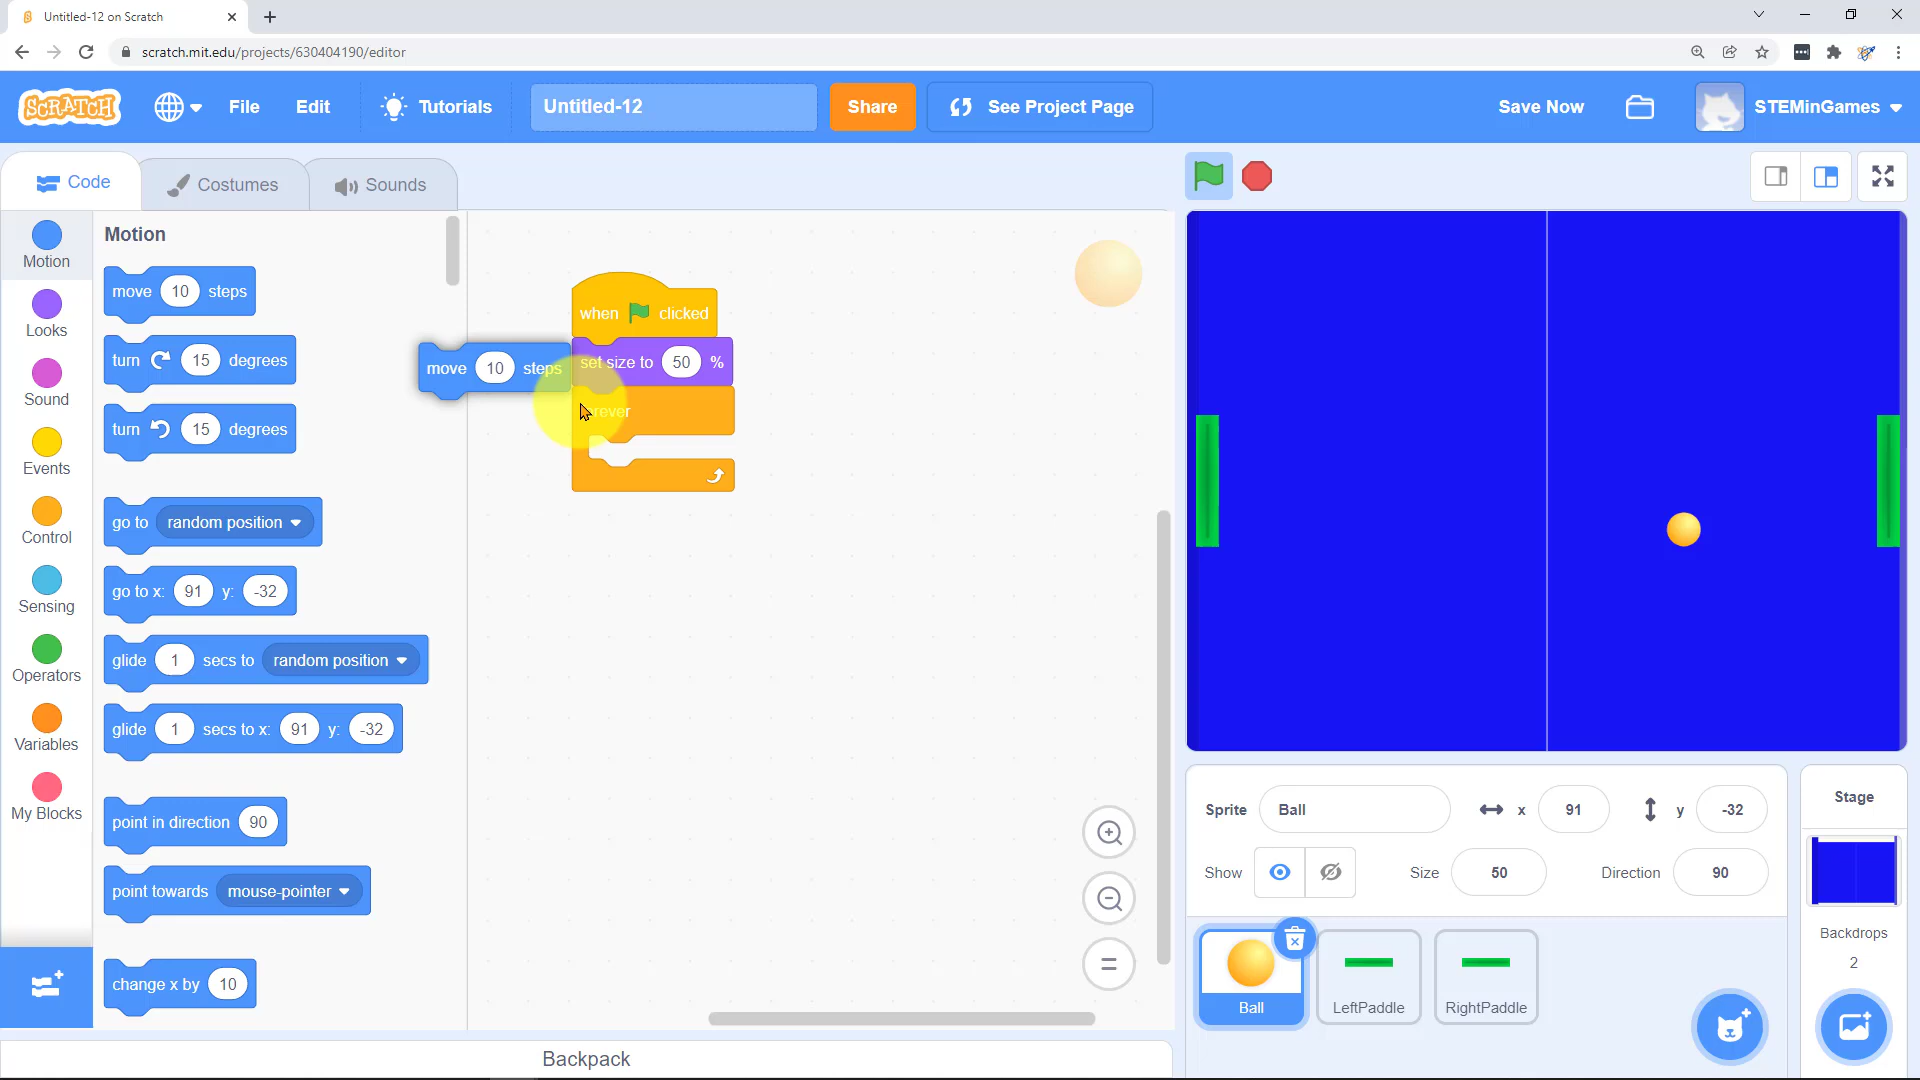 Untitled-12 on Scratch
scratch.mit.edu/projects/630404190/editor
SCRATCH
File
Edit
Tutorials
Untitled-12
Share
See Project Page
Save Now
STEMinGames
Code
Costumes
Sounds
Motion
Looks
Sound
Events
Control
Sensing
Operators
Variables
My Blocks
Motion
move 10 steps
turn 15 degrees
turn 15 degrees
go to random position
go to x: 91 y: -32
glide 1 secs to random position
glide 1 secs to x: 91 y: -32
point in direction 90
point towards mouse-pointer
change x by 10
when clicked
move 10 steps
set size to 50 %
forever
Backpack
Sprite Ball x 91 y -32
Show Size 50 Direction 90
Ball
LeftPaddle
RightPaddle
Stage
Backdrops
2